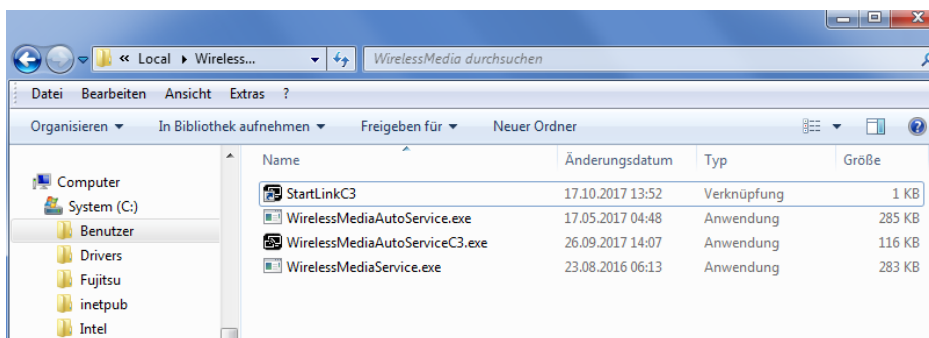 « Local ▸ Wireless...
WirelessMedia durchsuchen
Datei Bearbeiten Ansicht Extras ?
Organisieren In Bibliothek aufnehmen Freigeben für Neuer Ordner
Name Änderungsdatum Typ Größe
Computer
StartLinkC3 17.10.2017 13:52 Verknüpfung 1 KB
System (C:)
WirelessMediaAutoService.exe 17.05.2017 04:48 Anwendung 285 KB
Benutzer
WirelessMediaAutoServiceC3.exe 26.09.2017 14:07 Anwendung 116 KB
Drivers
WirelessMediaService.exe 23.08.2016 06:13 Anwendung 283 KB
Fujitsu
inetpub
Intel